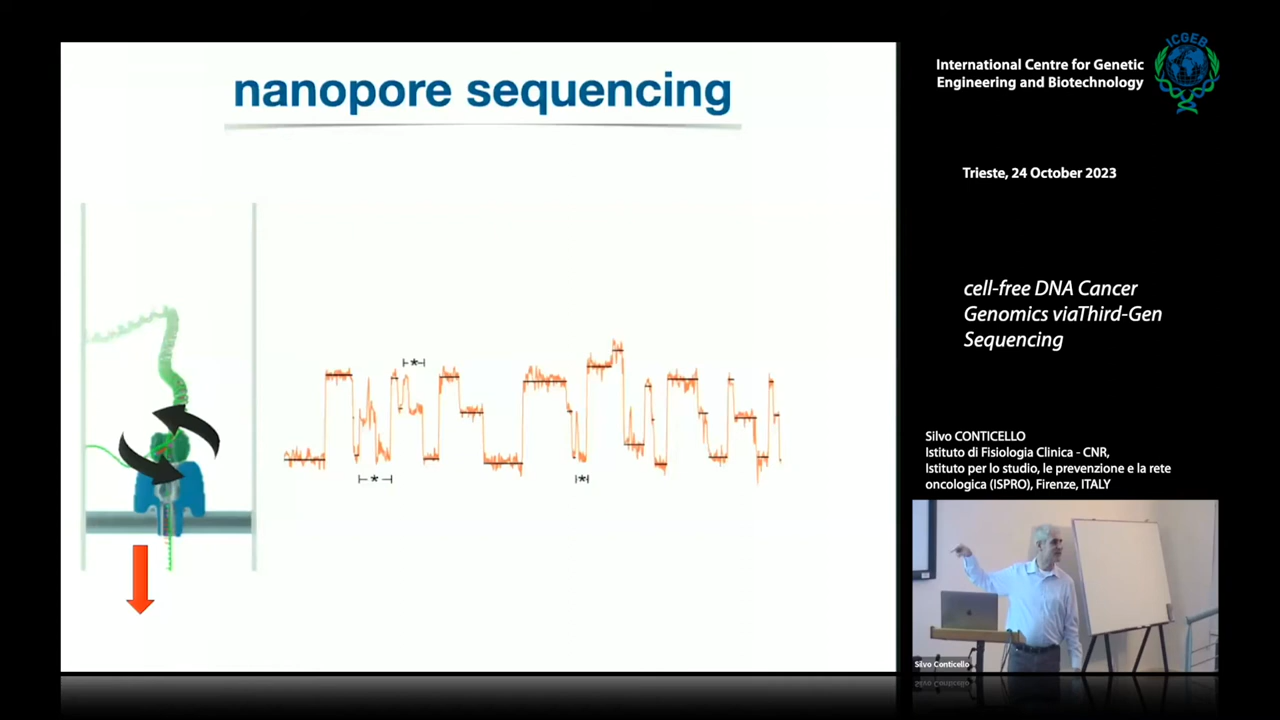 nanopore sequencing
*
*
*
ICGEB
International Centre for Genetic
Engineering and Biotechnology
Trieste, 24 October 2023
cell-free DNA Cancer
Genomics viaThird-Gen
Sequencing
Silvo CONTICELLO
Istituto di Fisiologia Clinica - CNR,
Istituto per lo studio, le prevenzione e la rete
oncologica (ISPRO), Firenze, ITALY
Silvo Conticello